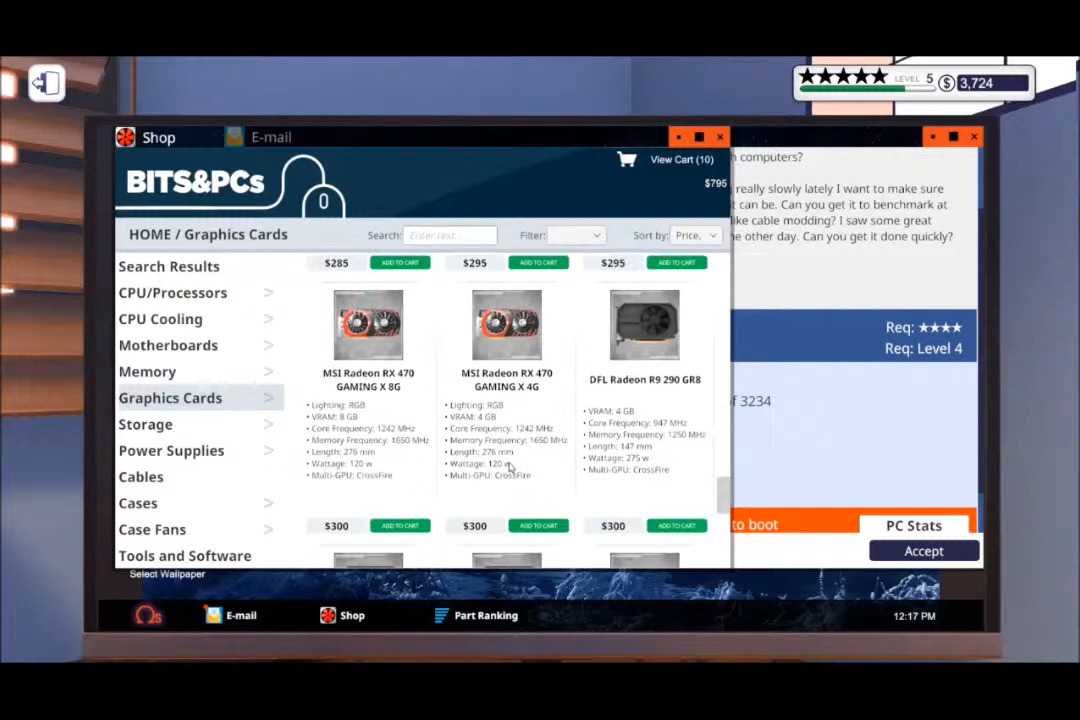 LEVEL 5
$ 3,724
Shop
E-mail
BITS&PCs
View Cart (10)
$795
HOME / Graphics Cards
Search: Enter text...
Filter:
Sort by: Price.
Search Results
CPU/Processors >
CPU Cooling >
Motherboards >
Memory >
Graphics Cards >
Storage >
Power Supplies >
Cables
Cases >
Case Fans >
Tools and Software
$285 ADD TO CART
$295 ADD TO CART
$295 ADD TO CART
MSI Radeon RX 470
GAMING X 8G
• Lighting: RGB
• VRAM: 8 GB
• Core Frequency: 1242 MHz
• Memory Frequency: 1650 MHz
• Length: 276 mm
• Wattage: 120 w
• Multi-GPU: CrossFire
$300 ADD TO CART
MSI Radeon RX 470
GAMING X 4G
• Lighting: RGB
• VRAM: 4 GB
• Core Frequency: 1242 MHz
• Memory Frequency: 1650 MHz
• Length: 276 mm
• Wattage: 120 w
• Multi-GPU: CrossFire
$300 ADD TO CART
DFL Radeon R9 290 GR8
• VRAM: 4 GB
• Core Frequency: 947 MHz
• Memory Frequency: 1250 MHz
• Length: 147 mm
• Wattage: 275 w
• Multi-GPU: CrossFire
$300 ADD TO CART
h computers?
really slowly lately I want to make sure
t can be. Can you get it to benchmark at
like cable modding? I saw some great
he other day. Can you get it done quickly?
Req: ★★★★
Req: Level 4
of 3234
to boot
PC Stats
Accept
Select Wallpaper
Ωs
E-mail
Shop
Part Ranking
12:17 PM